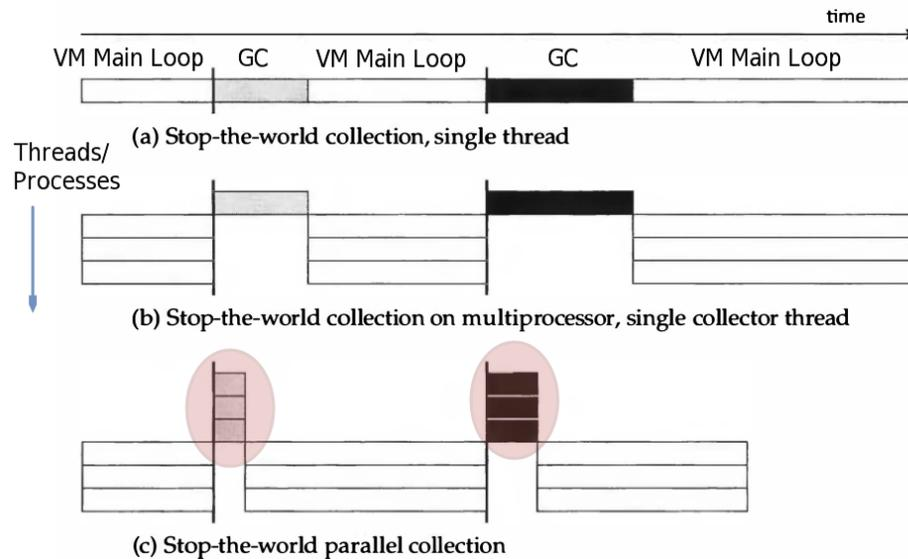 time
VM Main Loop GC VM Main Loop GC VM Main Loop
(a) Stop-the-world collection, single thread
Threads/
Processes
(b) Stop-the-world collection on multiprocessor, single collector thread
(c) Stop-the-world parallel collection